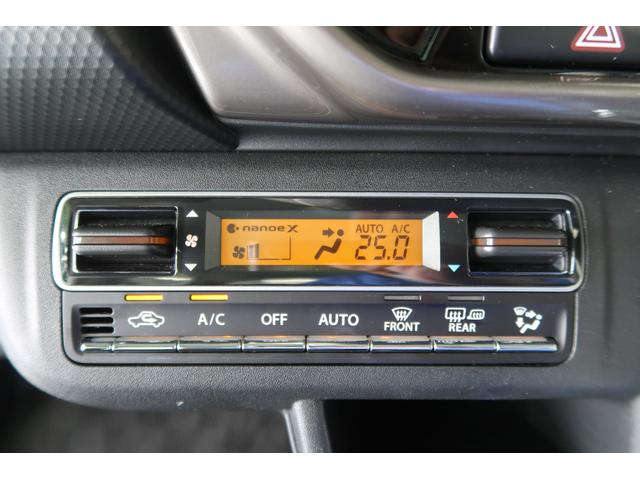 nanoe X AUTO A/C
25.0
A/C OFF AUTO FRONT REAR